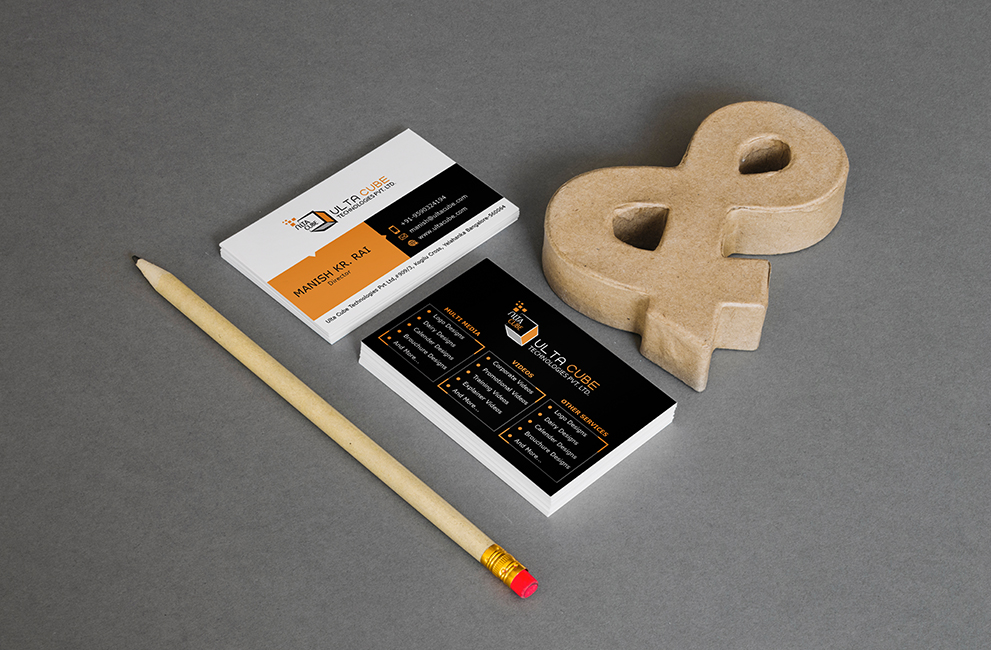 ULTA
CUBE
ULTA CUBE
TECHNOLOGIES PVT. LTD.
MANISH KR. RAI
Director
+91-9590324194
manish@ultacube.com
www.ultacube.com
Ulta Cube Technologies Pvt Ltd, F909/3, Kogilu Cross, Yelahanka Bangalore-560064
ULTA
CUBE
ULTA CUBE
TECHNOLOGIES PVT. LTD.
MULTI MEDIA
Logo Designs
Dairy Designs
Calender Designs
Brouchure Designs
And More...
VIDEOS
Corporate Videos
Promotional Videos
Training Videos
Explainer Videos
And More...
OTHER SERVICES
Logo Designs
Dairy Designs
Calender Designs
Brouchure Designs
And More...
&